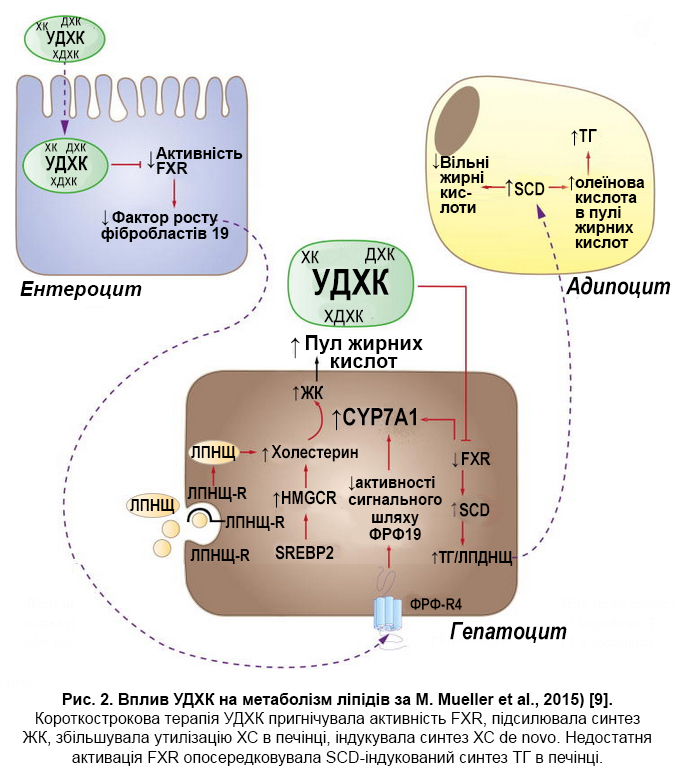 ХК ДХК
УДХК
ХДХК
ХК ДХК
УДХК
ХДХК
↓Активність
FXR
↓Фактор росту
фібробластів 19
Ентероцит
↑ТГ
↓Вільні
жирні
кис-
лоти
↑SCD
↑олеїнова
кислота
в пулі
жирних
кислот
Адипоцит
ХК ДХК
УДХК
ХДХК
↑ Пул жирних
кислот
↑ЖК
↑CYP7A1
ЛПНЩ
↑Холестерин
↓FXR
ЛПНЩ-R
↑HMGCR
↓активності
сигнального
шляху
ФРФ19
↑SCD
ЛПНЩ
ЛПНЩ-R
ЛПНЩ-R
SREBP2
↑ТГ/ЛПДНЩ
ФРФ-R4
Гепатоцит
Рис. 2. Вплив УДХК на метаболізм ліпідів за M. Mueller et al., 2015) [9].
Короткострокова терапія УДХК пригнічувала активність FXR, підсилювала синтез
ЖК, збільшувала утилізацію ХС в печінці, індукувала синтез ХС de novo. Недостатня
активація FXR опосередковувала SCD-індукований синтез ТГ в печінці.